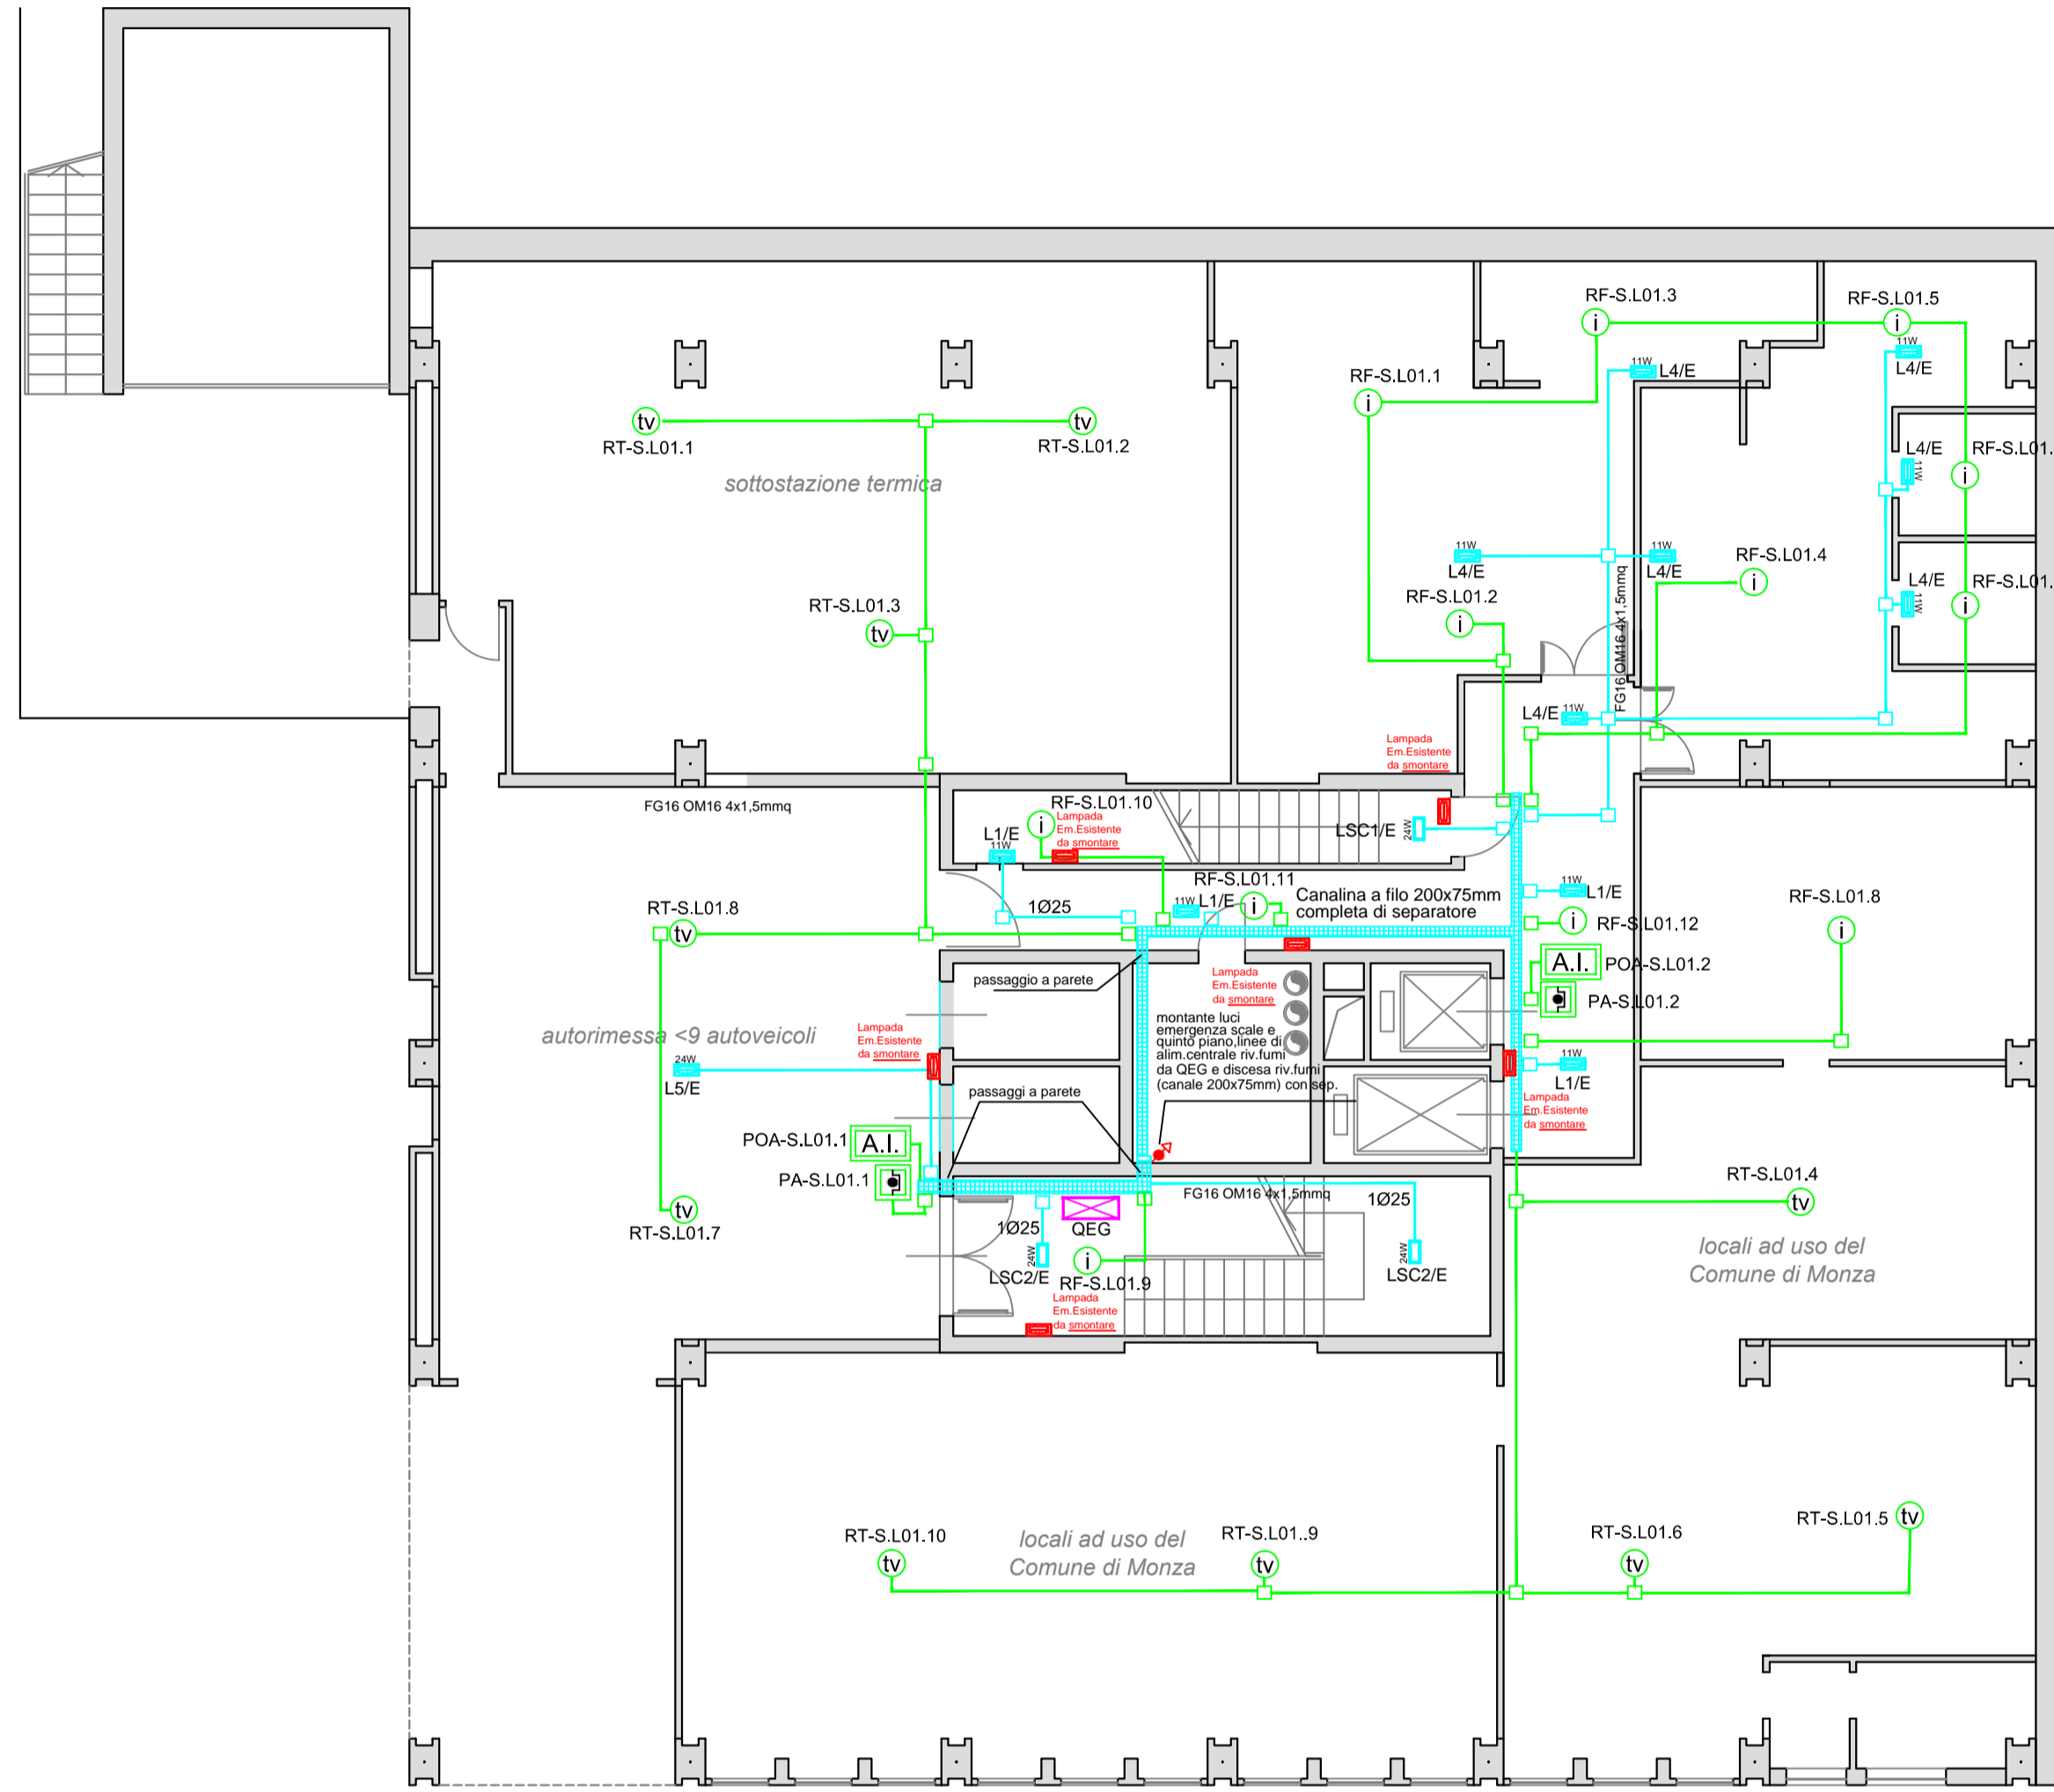 RF-S.L01.3
RF-S.L01.5
i
i
11W
L4/E
11W
L4/E
RF-S.L01.1
i
tv
RT-S.L01.1
tv
RT-S.L01.2
sottostazione termica
L4/E
11W
RF-S.L01.
i
11W
L4/E
11W
L4/E
RF-S.L01.4
i
L4/E
11W
RF-S.L01.
i
RT-S.L01.3
tv
RF-S.L01.2
i
FG16 OM16 4x1,5mmq
L4/E
11W
Lampada
Em.Esistente
da smontare
FG16 OM16 4x1,5mmq
RF-S.L01.10
i
Lampada
Em.Esistente
da smontare
L1/E
11W
LSC1/E
24W
RF-S.L01.11
i
11W
L1/E
Canalina a filo 200x75mm
completa di separatore
11W
L1/E
RF-S.L01.8
i
RT-S.L01.8
tv
1Ø25
i
RF-S.L01.12
A.I.
POA-S.L01.2
PA-S.L01.2
passaggio a parete
Lampada
Em.Esistente
da smontare
montante luci
emergenza scale e
quinto piano,linee di
alim.centrale riv.fumi
da QEG e discesa riv.fumi
(canale 200x75mm) con sep.
autorimessa <9 autoveicoli
Lampada
Em.Esistente
da smontare
24W
L5/E
11W
L1/E
passaggi a parete
Lampada
Em.Esistente
da smontare
POA-S.L01.1
A.I.
PA-S.L01.1
RT-S.L01.4
tv
FG16 OM16 4x1,5mmq
1Ø25
tv
RT-S.L01.7
1Ø25
QEG
24W
LSC2/E
i
RF-S.L01.9
24W
LSC2/E
locali ad uso del
Comune di Monza
Lampada
Em.Esistente
da smontare
RT-S.L01.10
tv
locali ad uso del
Comune di Monza
RT-S.L01..9
tv
RT-S.L01.6
tv
RT-S.L01.5
tv